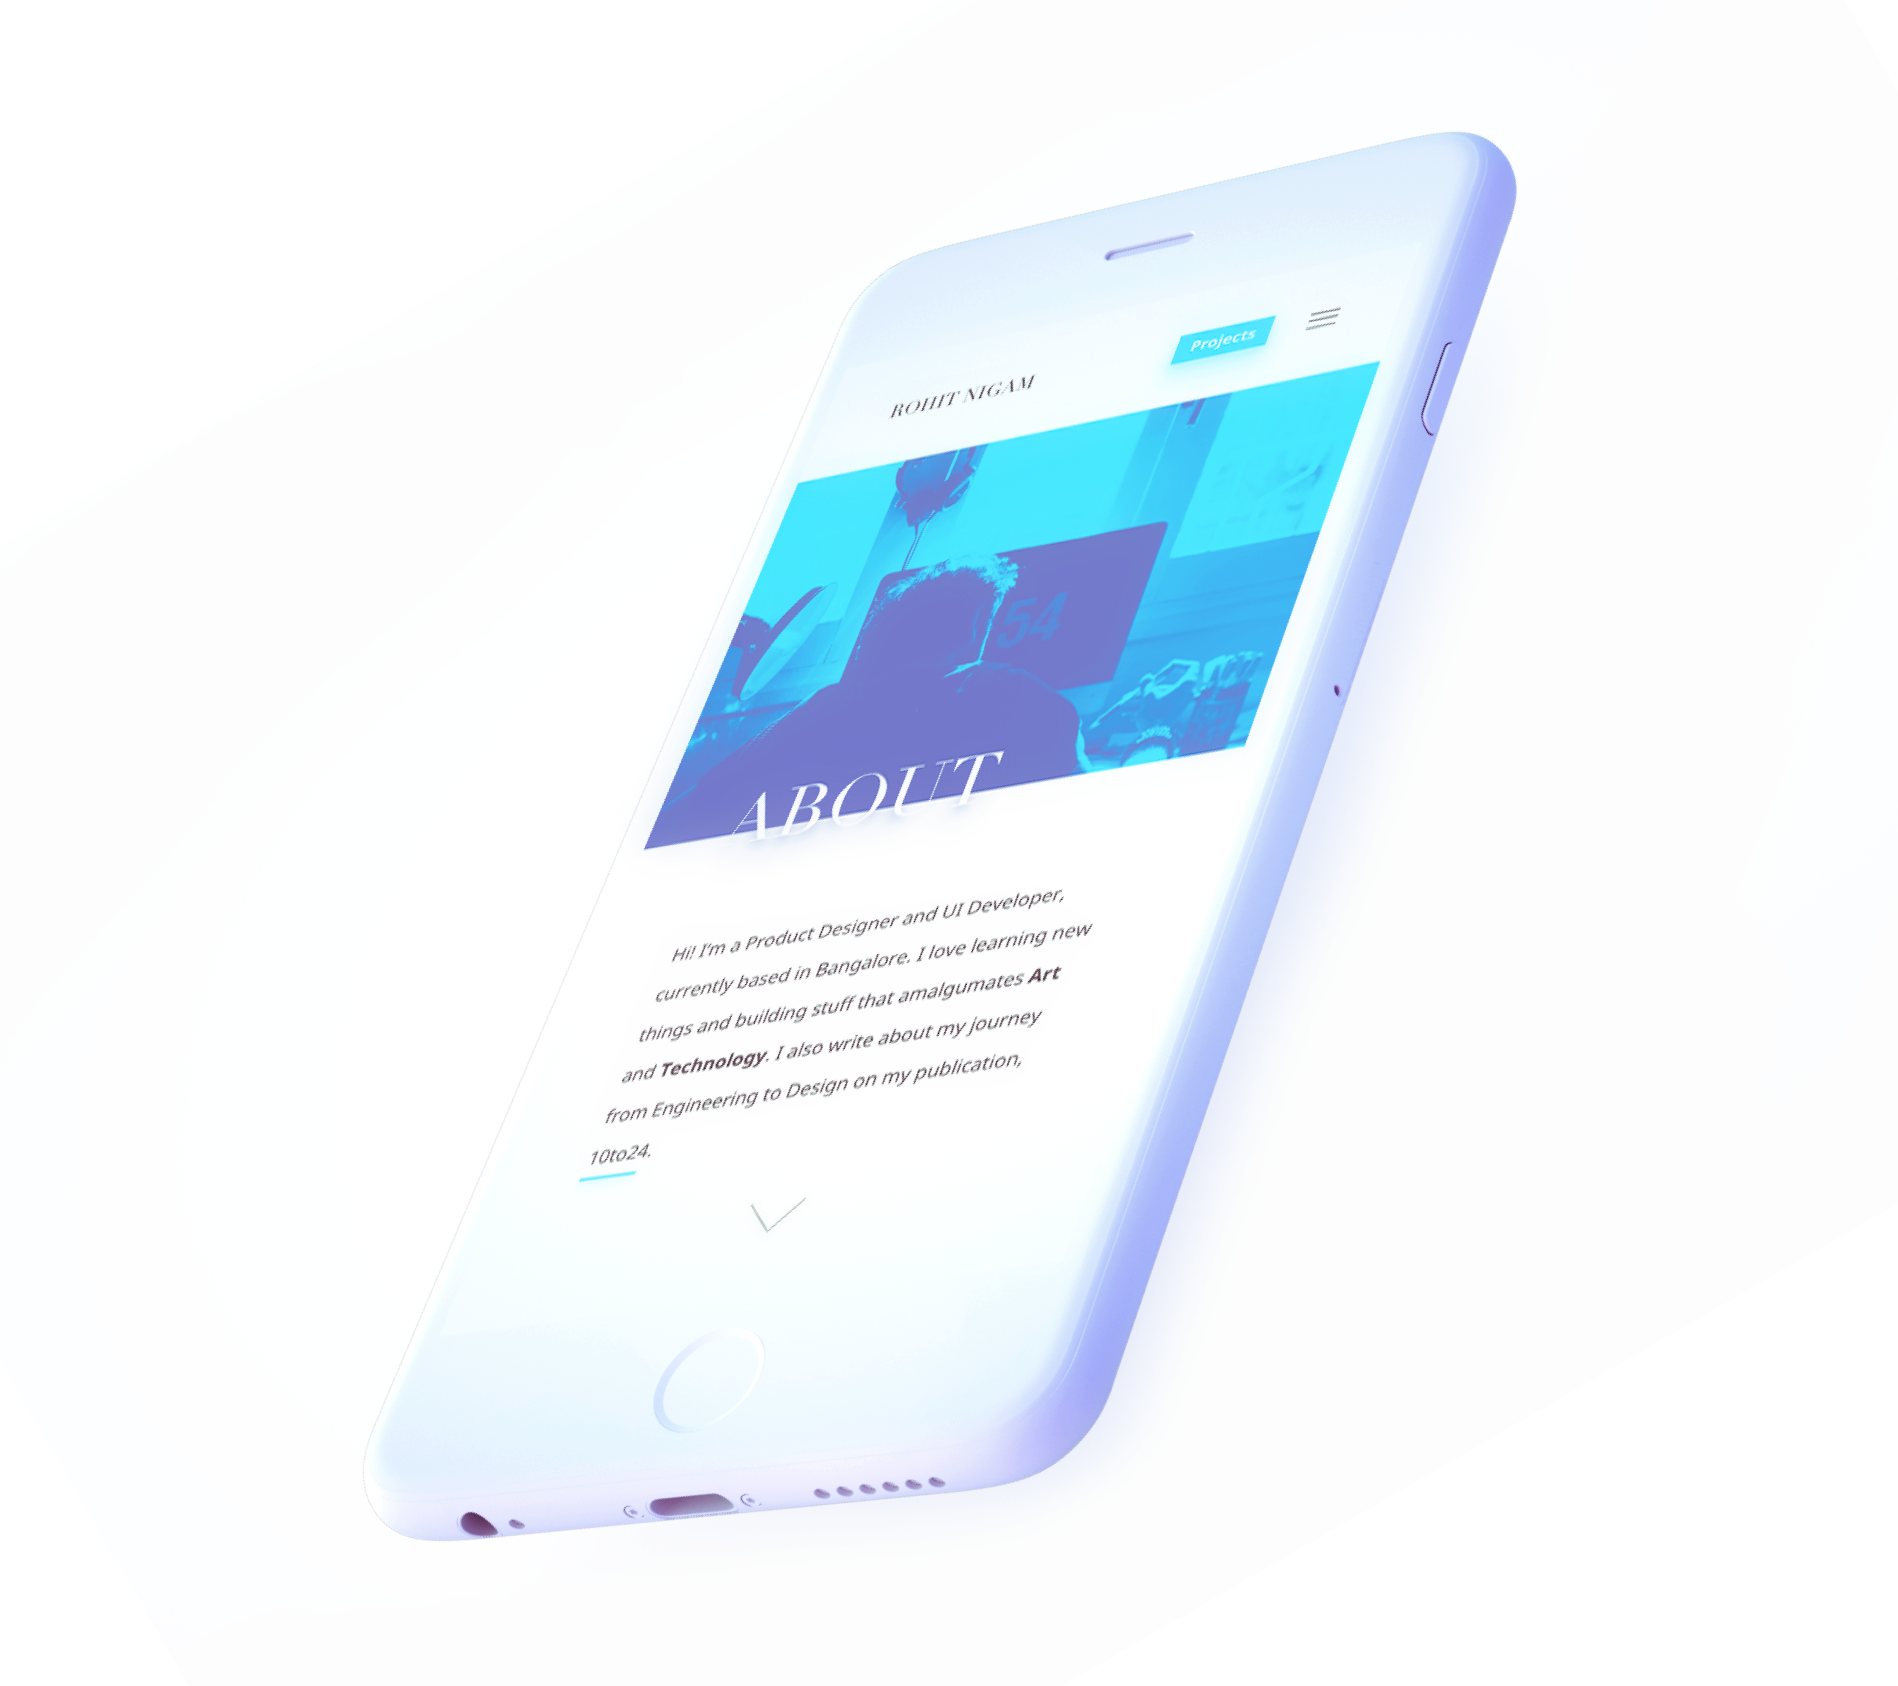 Projects
ROHIT NIGAM
54
ABOUT
Hi! I'm a Product Designer and UI Developer,
currently based in Bangalore. I love learning new
things and building stuff that amalgumates Art
and Technology. I also write about my journey
from Engineering to Design on my publication,
10to24.